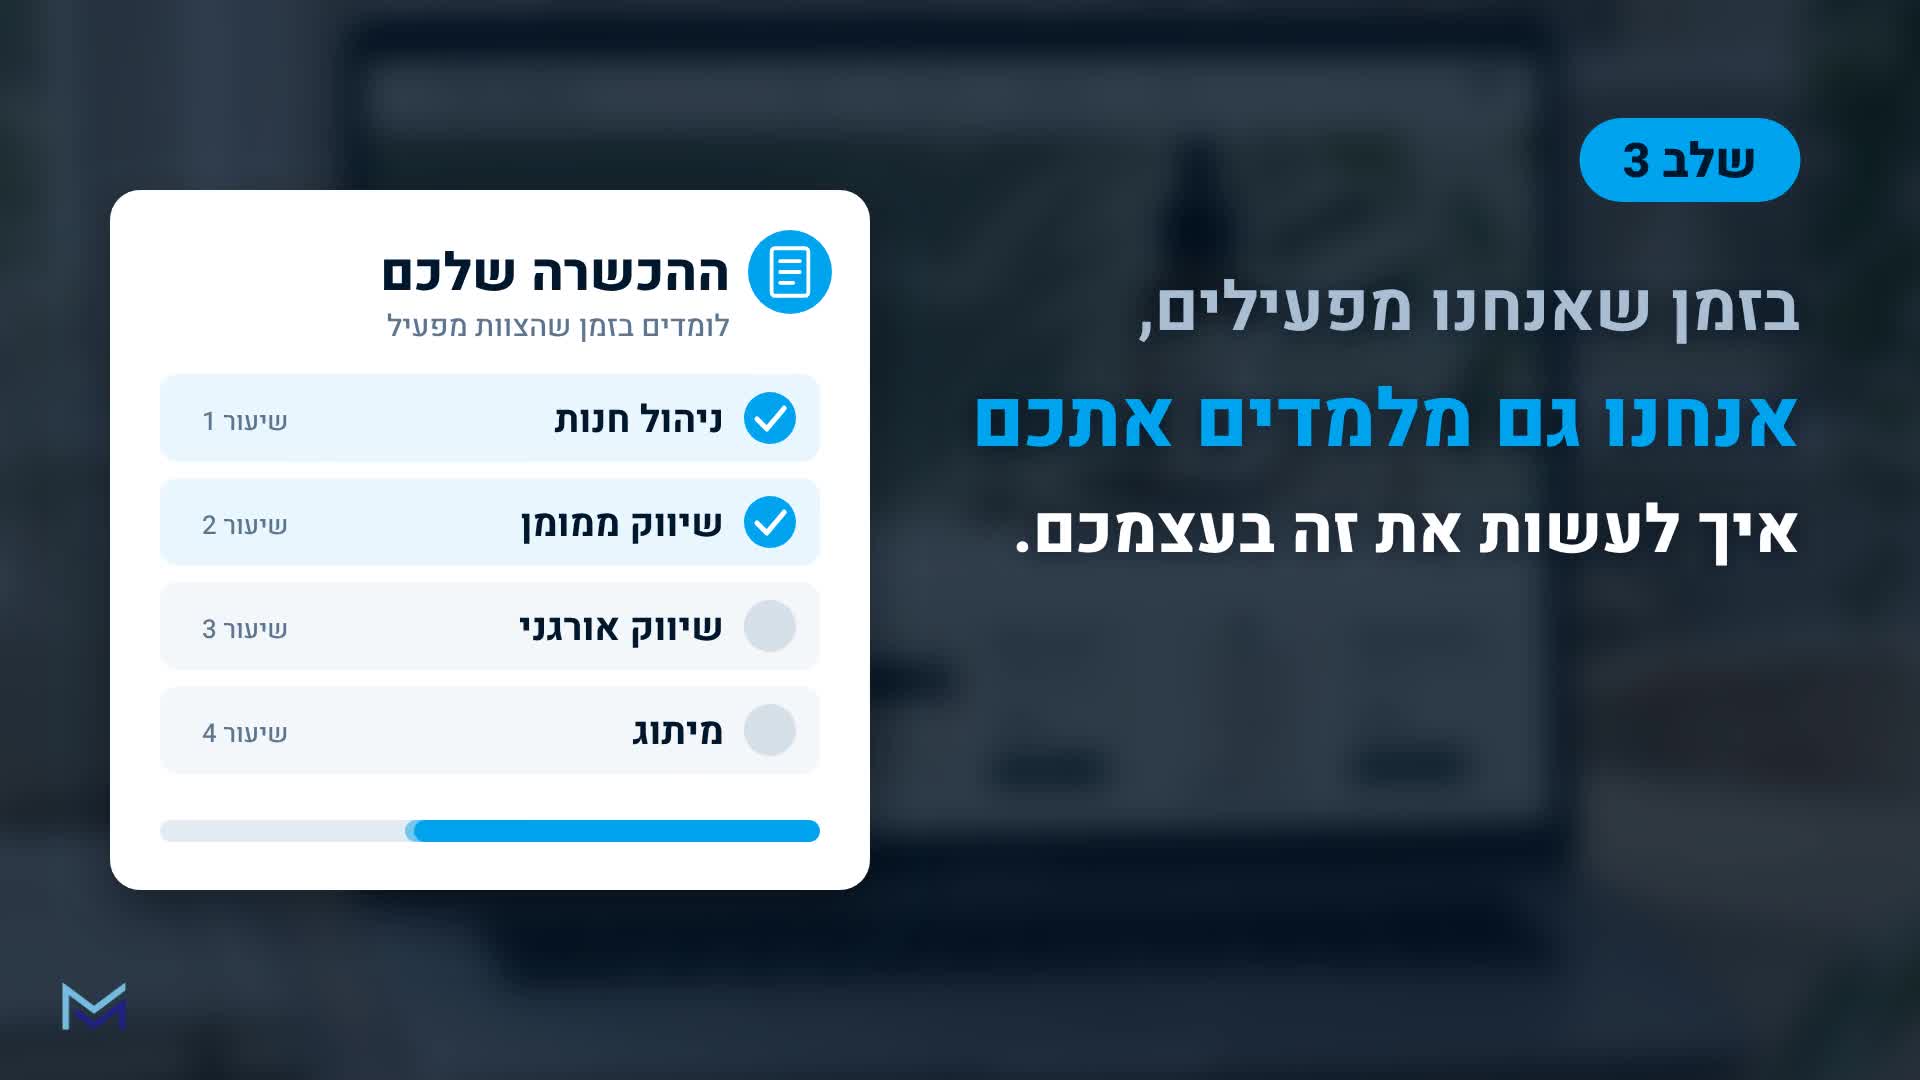 שלב 3
בזמן שאנחנו מפעילים,
אנחנו גם מלמדים אתכם
איך לעשות את זה בעצמכם.
ההכשרה שלכם
לומדים בזמן שהצוות מפעיל
ניהול חנות שיעור 1
שיווק ממומן שיעור 2
שיווק אורגני שיעור 3
מיתוג שיעור 4